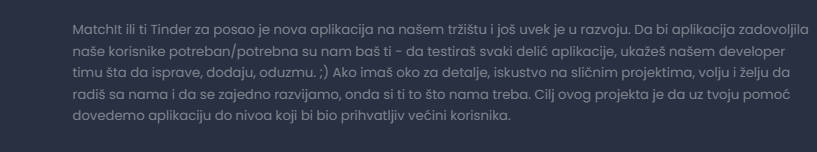 MatchIt ili ti Tinder za posao je nova aplikacija na našem tržištu i još uvek je u razvoju. Da bi aplikacija zadovoljila
naše korisnike potreban/potrebna su nam baš ti - da testiraš svaki delić aplikacije, ukažeš našem developer
timu šta da isprave, dodaju, oduzmu. ;) Ako imaš oko za detalje, iskustvo na sličnim projektima, volju i želju da
radiš sa nama i da se zajedno razvijamo, onda si ti to što nama treba. Cilj ovog projekta je da uz tvoju pomoć
dovedemo aplikaciju do nivoa koji bi bio prihvatljiv većini korisnika.